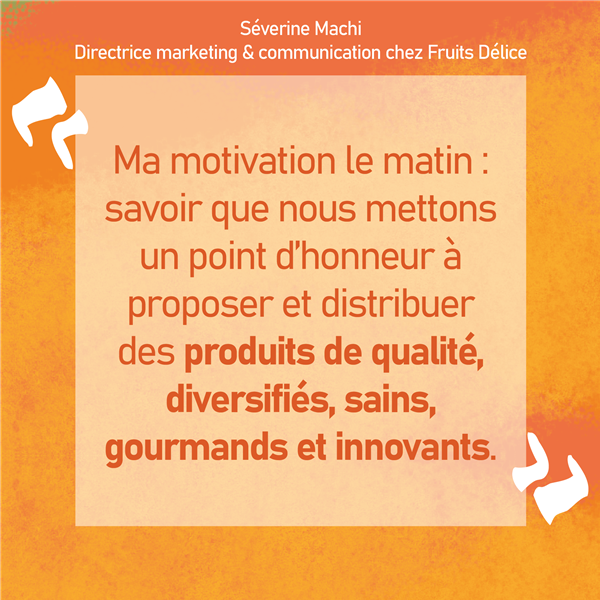 Séverine Machi
Directrice marketing & communication chez Fruits Délice
Ma motivation le matin :
savoir que nous mettons
un point d’honneur à
proposer et distribuer
des produits de qualité,
diversifiés, sains,
gourmands et innovants.